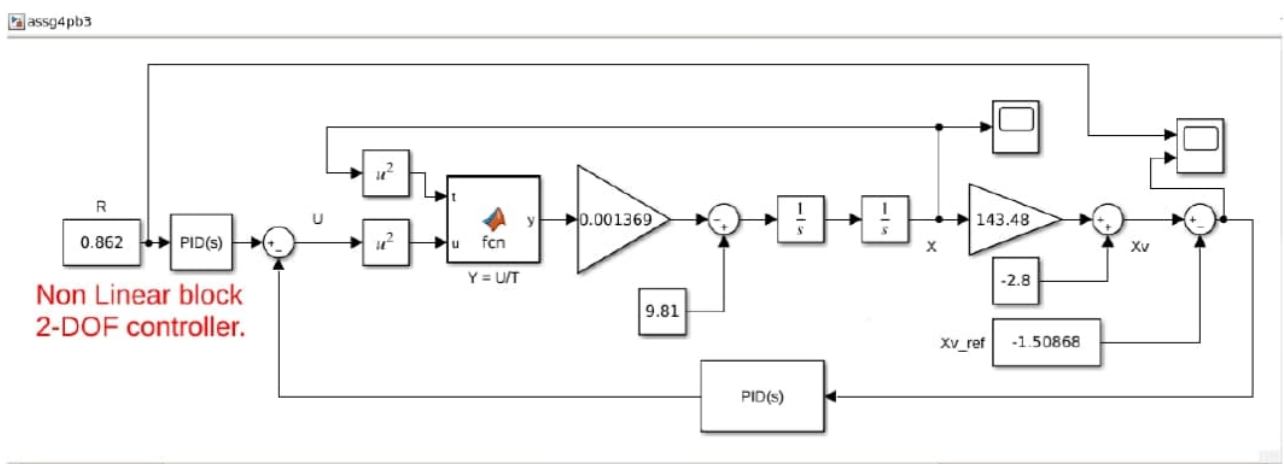 assg4pb3
R
0.862
PID(s)
+
-
U
u²
u²
t
u
y
fcn
Y = U/T
0.001369
-
+
9.81
1
s
1
s
X
143.48
+
+
-2.8
Xv
+
-
Xv_ref
-1.50868
PID(s)
Non Linear block
2-DOF controller.